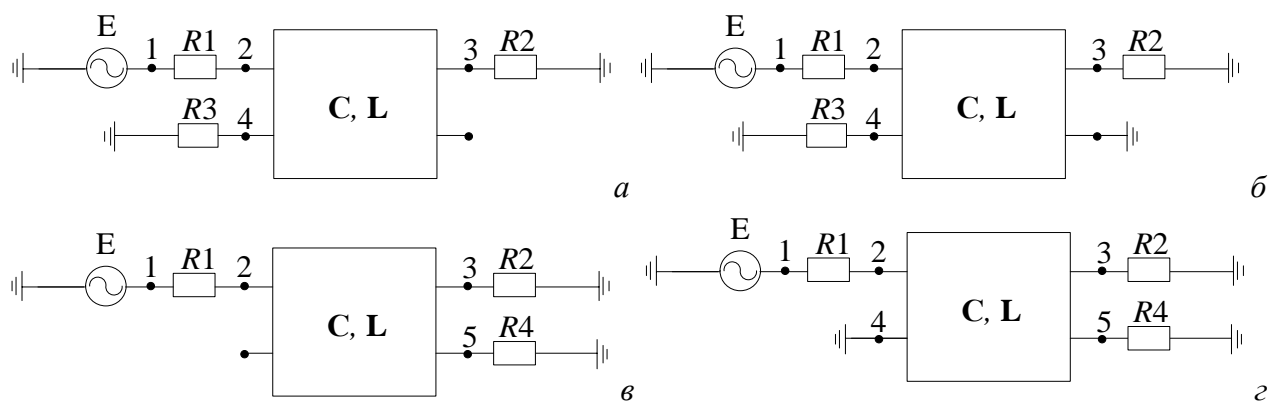 E
1 R1 2
3 R2
R3 4
C, L
а
E
1 R1 2
3 R2
R3 4
C, L
б
E
1 R1 2
3 R2
C, L
5 R4
в
E
1 R1 2
3 R2
4
C, L
5 R4
г